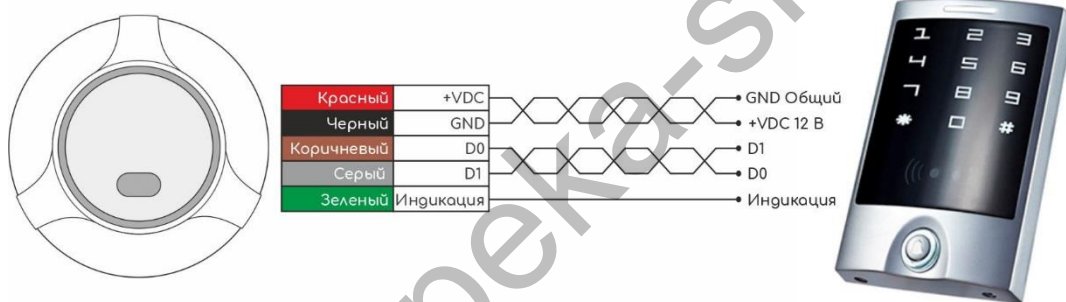 Красный +VDC GND Общий
Черный GND +VDC 12 В
Коричневый D0 D1
Серый D1 D0
Зеленый Индикация Индикация
1 2 3
4 5 6
7 8 9
* 0 #